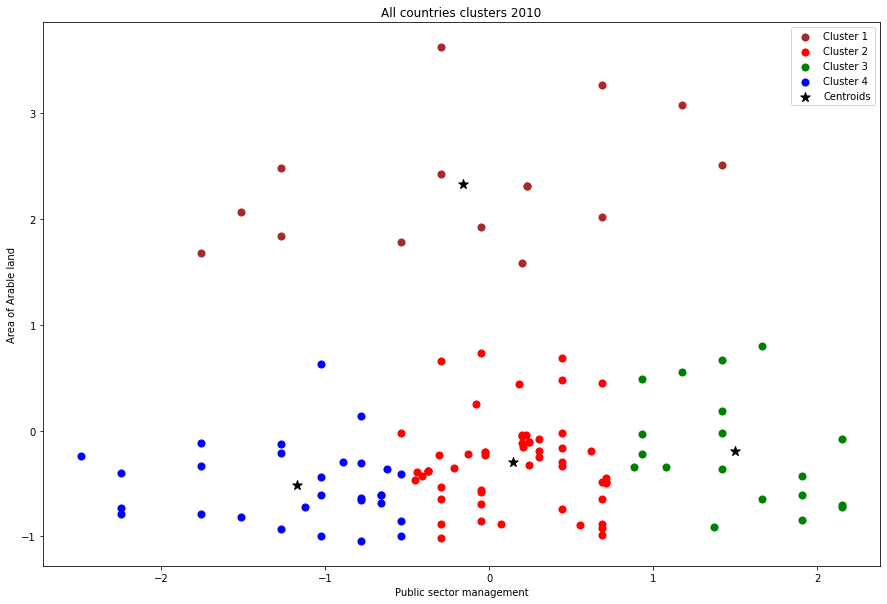 All countries clusters 2010
Cluster 1
Cluster 2
Cluster 3
Cluster 4
Centroids
Area of Arable land
3
2
1
0
−1
−2
−1
0
1
2
Public sector management